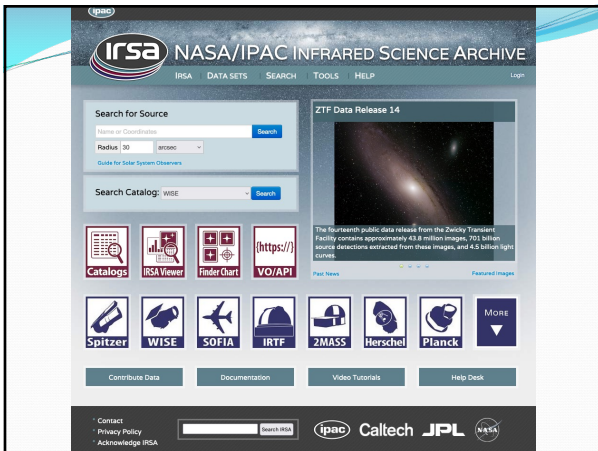 ipac
irsa
NASA/IPAC INFRARED SCIENCE ARCHIVE
IRSA DATA SETS SEARCH TOOLS HELP
Login
Search for Source
Name or Coordinates Search
Radius 30 arcsec
Guide for Solar System Observers
Search Catalog: WISE Search
ZTF Data Release 14
The fourteenth public data release from the Zwicky Transient
Facility contains approximately 43.8 million images, 701 billion
source detections extracted from these images, and 4.5 billion light
curves.
Past News Featured Images
{https://}
Catalogs IRSA Viewer Finder Chart VO/API
Spitzer WISE SOFIA IRTF 2MASS Herschel Planck
MORE
Contribute Data Documentation Video Tutorials Help Desk
Contact
Privacy Policy
Acknowledge IRSA
Search IRSA
ipac Caltech JPL NASA